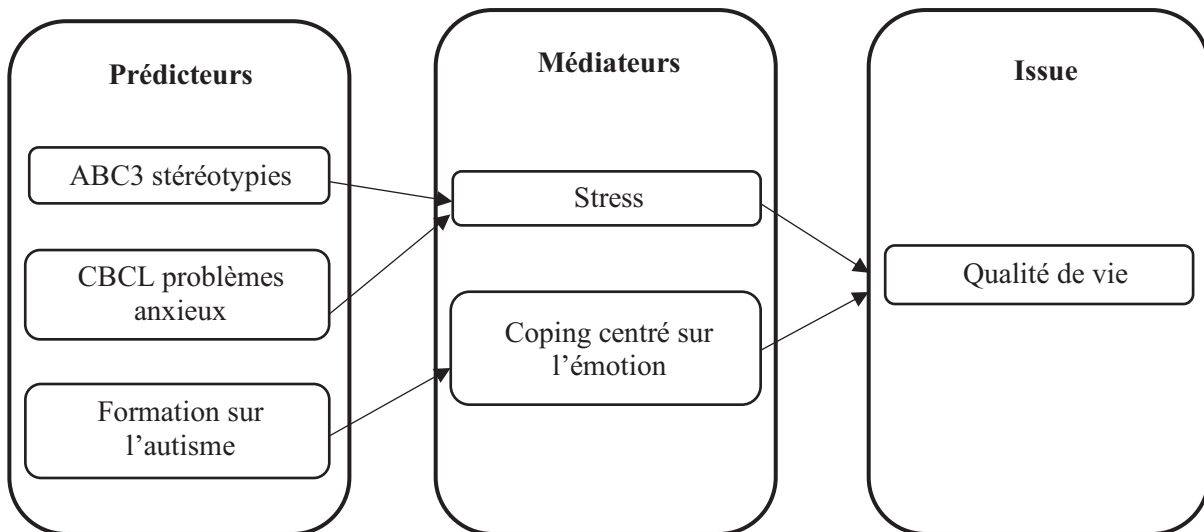 Prédicteurs
ABC3 stéréotypies
CBCL problèmes
anxieux
Formation sur
l’autisme
Médiateurs
Stress
Coping centré sur
l’émotion
Issue
Qualité de vie